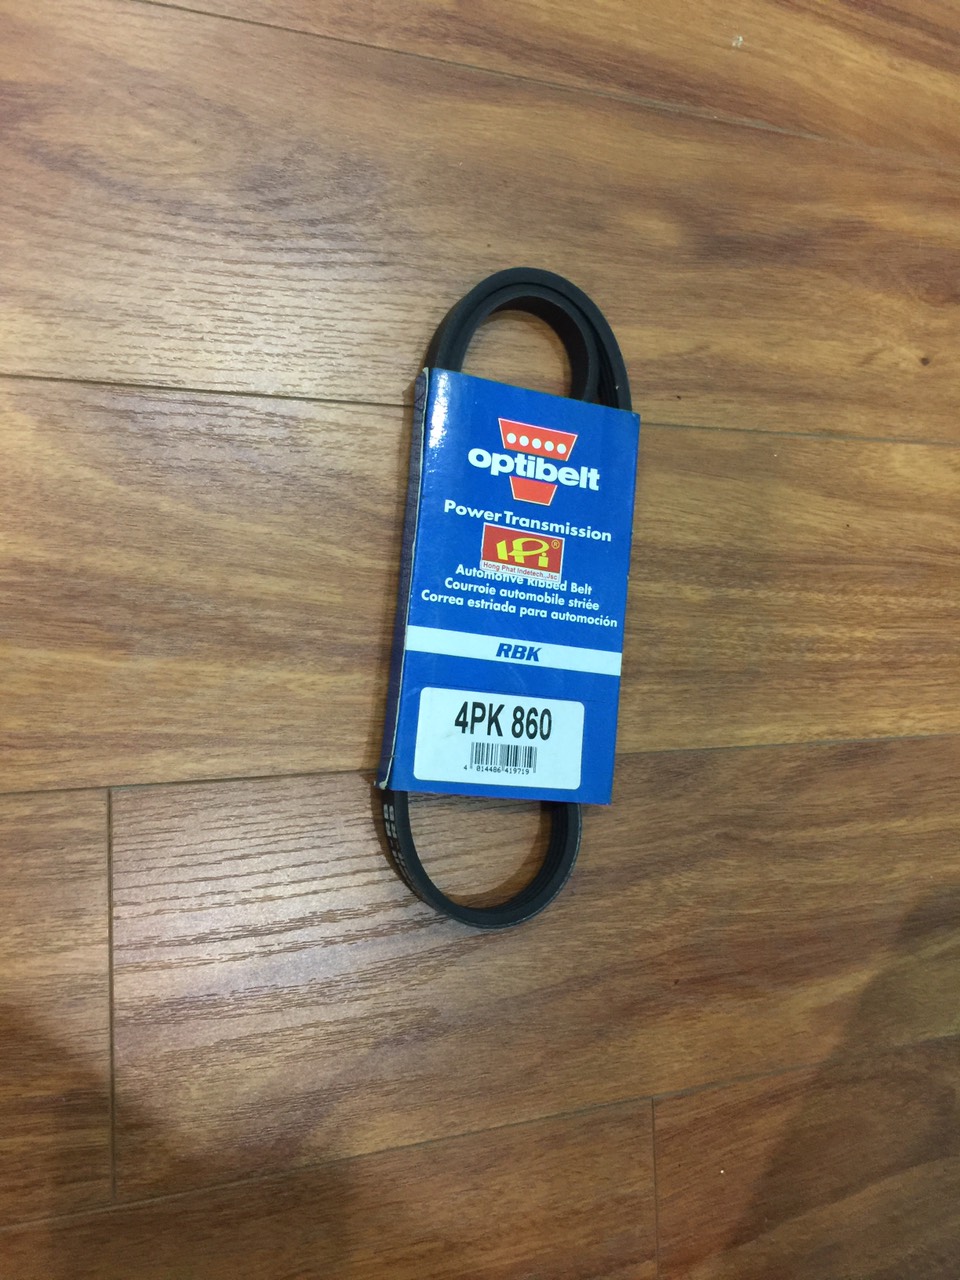 optibelt
Power Transmission
HPi®
Hong Phat Indetech.,Jsc
Automotive Ribbed Belt
Courroie automobile striée
Correa estriada para automoción
RBK
4PK 860
4 014486 419719